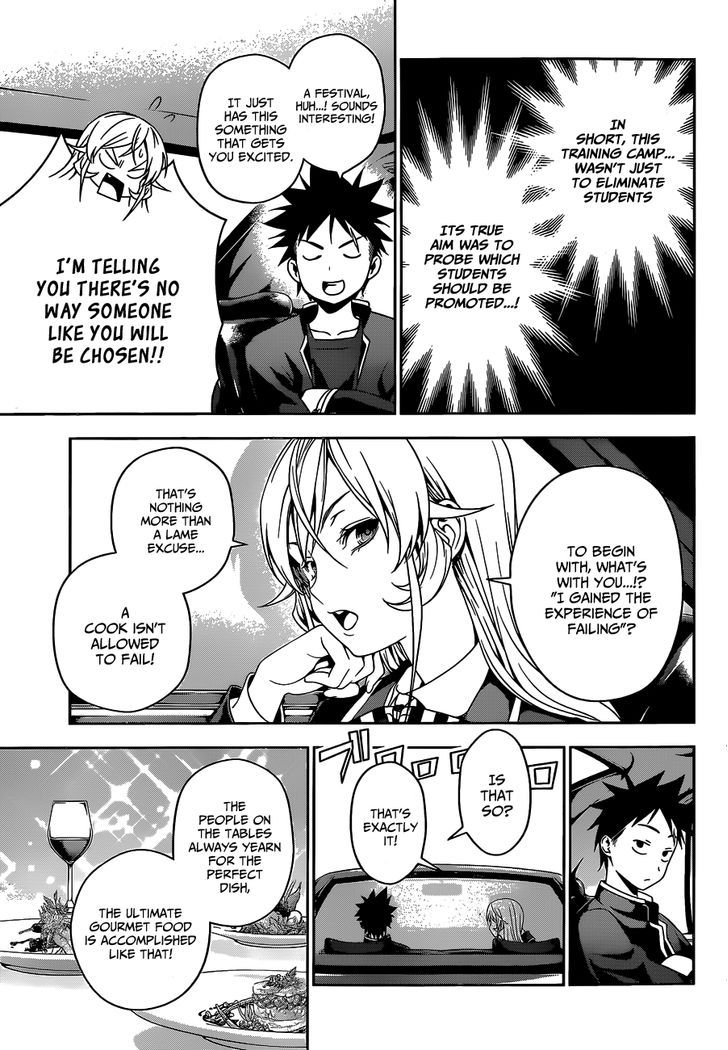 IN
SHORT, THIS
TRAINING CAMP...
WASN'T JUST
TO ELIMINATE
STUDENTS
ITS TRUE
AIM WAS TO
PROBE WHICH
STUDENTS
SHOULD BE
PROMOTED...!
A FESTIVAL,
HUH...! SOUNDS
INTERESTING!
IT JUST
HAS THIS
SOMETHING
THAT GETS
YOU EXCITED.
I'M TELLING
YOU THERE'S NO
WAY SOMEONE
LIKE YOU WILL
BE CHOSEN!!
TO BEGIN
WITH, WHAT'S
WITH YOU...!?
"I GAINED THE
EXPERIENCE OF
FAILING"?
THAT'S
NOTHING
MORE THAN
A LAME
EXCUSE...
A
COOK ISN'T
ALLOWED TO
FAIL!
IS
THAT
SO?
THAT'S
EXACTLY
IT!
THE
PEOPLE ON
THE TABLES
ALWAYS YEARN
FOR THE
PERFECT
DISH,
THE ULTIMATE
GOURMET FOOD
IS ACCOMPLISHED
LIKE THAT!